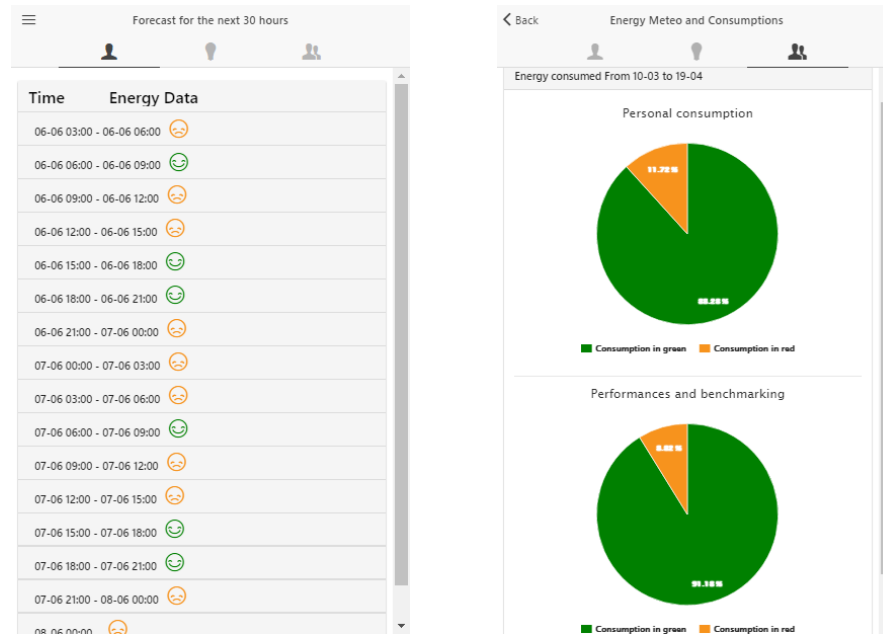 Forecast for the next 30 hours
Time Energy Data
06-06 03:00 - 06-06 06:00
06-06 06:00 - 06-06 09:00
06-06 09:00 - 06-06 12:00
06-06 12:00 - 06-06 15:00
06-06 15:00 - 06-06 18:00
06-06 18:00 - 06-06 21:00
06-06 21:00 - 07-06 00:00
07-06 00:00 - 07-06 03:00
07-06 03:00 - 07-06 06:00
07-06 06:00 - 07-06 09:00
07-06 09:00 - 07-06 12:00
07-06 12:00 - 07-06 15:00
07-06 15:00 - 07-06 18:00
07-06 18:00 - 07-06 21:00
07-06 21:00 - 08-06 00:00
08-06 00:00
Back
Energy Meteo and Consumptions
Energy consumed From 10-03 to 19-04
Personal consumption
11.72%
88.28%
Consumption in green Consumption in red
Performances and benchmarking
91.18%
Consumption in green Consumption in red